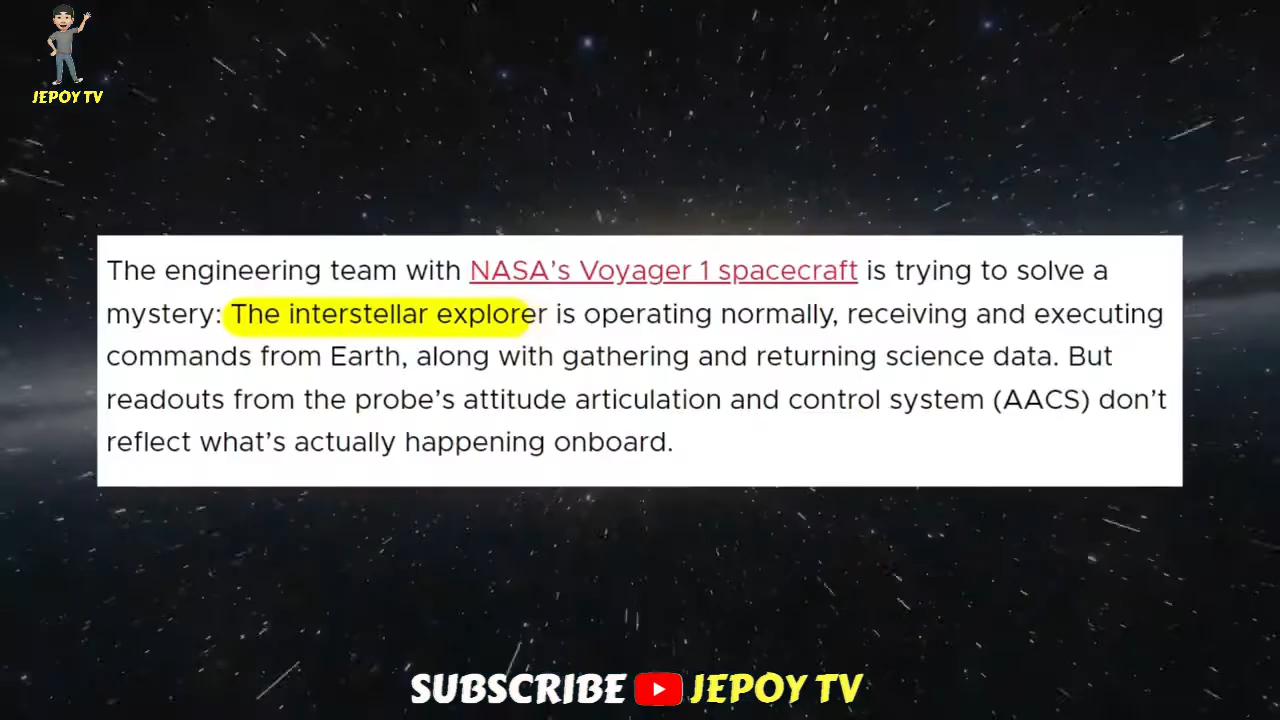 JEPOY TV
The engineering team with NASA’s Voyager 1 spacecraft is trying to solve a
mystery: The interstellar explorer is operating normally, receiving and executing
commands from Earth, along with gathering and returning science data. But
readouts from the probe’s attitude articulation and control system (AACS) don’t
reflect what’s actually happening onboard.
SUBSCRIBE JEPOY TV